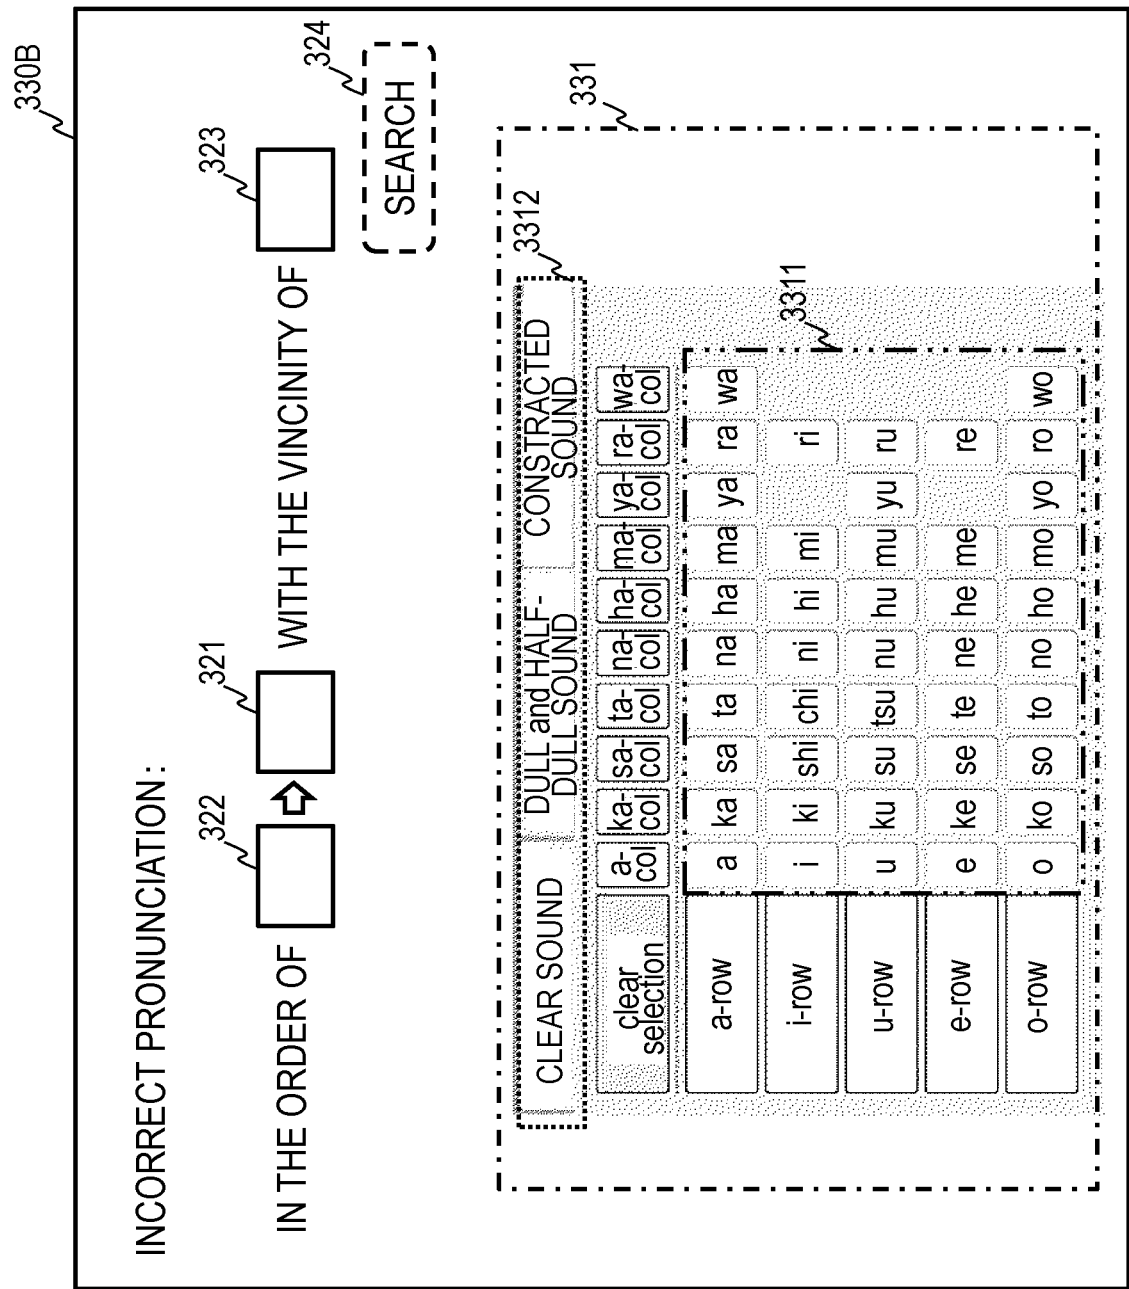 330B
INCORRECT PRONUNCIATION:
322
321
323
IN THE ORDER OF
WITH THE VINCINITY OF
324
SEARCH
331
3312
CLEAR SOUND
DULL and HALF-
DULL SOUND
CONSTRACTED
SOUND
clear
selection
a-
col
ka-
col
sa-
col
ta-
col
na-
col
ha-
col
ma-
col
ya-
col
ra-
col
wa-
col
3311
a-row a ka sa ta na ha ma ya ra wa
i-row i ki shi chi ni hi mi ri
u-row u ku su tsu nu hu mu yu ru
e-row e ke se te ne he me re
o-row o ko so to no ho mo yo ro wo